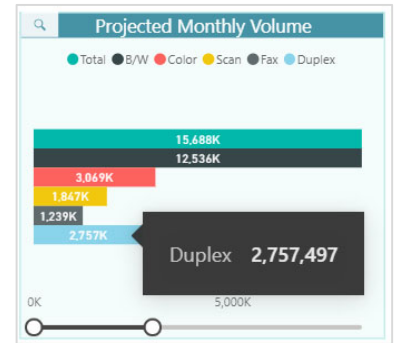 Projected Monthly Volume
Total B/W Color Scan Fax Duplex
15,688K
12,536K
3,069K
1,847K
1,239K
2,757K
Duplex 2,757,497
0K 5,000K